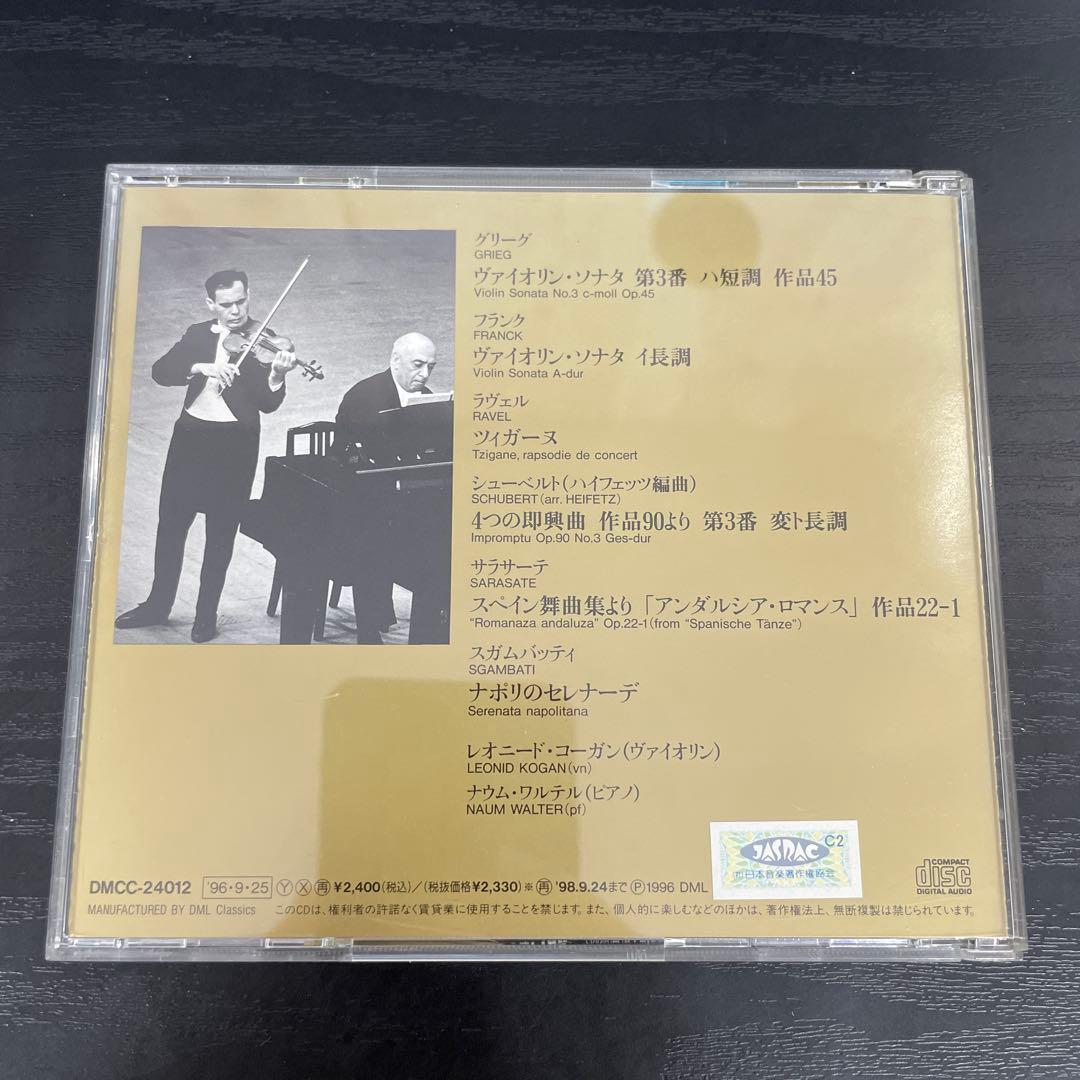 グリーグ
GRIEG
ヴァイオリン・ソナタ 第3番 ハ短調 作品45
Violin Sonata No.3 c-moll Op.45
フランク
FRANCK
ヴァイオリン・ソナタ イ長調
Violin Sonata A-dur
ラヴェル
RAVEL
ツィガーヌ
Tzigane, rapsodie de concert
シューベルト(ハイフェッツ編曲)
SCHUBERT(arr. HEIFETZ)
4つの即興曲 作品90より 第3番 変ト長調
Impromptu Op.90 No.3 Ges-dur
サラサーテ
SARASATE
スペイン舞曲集より「アンダルシア・ロマンス」作品22-1
"Romanaza andaluza" Op.22-1(from "Spanische Tänze")
スガムバッティ
SGAMBATI
ナポリのセレナーデ
Serenata napolitana
レオニード・コーガン(ヴァイオリン)
LEONID KOGAN(vn)
ナウム・ワルテル(ピアノ)
NAUM WALTER(pf)
JASRAC C2
日本音楽著作権協会
COMPACT disc DIGITAL AUDIO
DMCC-24012 '96・9・25 Ⓨ Ⓧ 再 ¥2,400(税込)/(税抜価格¥2,330)※再'98.9.24まで Ⓟ1996 DML
MANUFACTURED BY DML Classics このCDは、権利者の許諾なく賃貸業に使用することを禁じます。また、個人的に楽しむなどのほかは、著作権法上、無断複製は禁じられています。